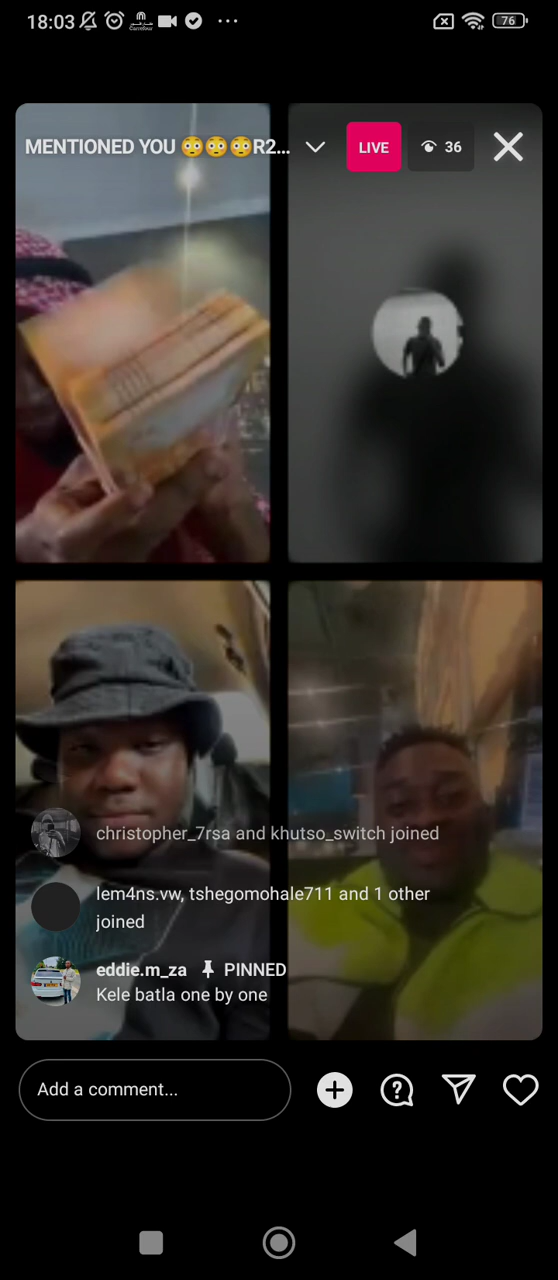 18:03
76
MENTIONED YOU 😳😳😳R2...
LIVE
36
christopher_7rsa and khutso_switch joined
lem4ns.vw, tshegomohale711 and 1 other
joined
eddie.m_za PINNED
Kele batla one by one
Add a comment...